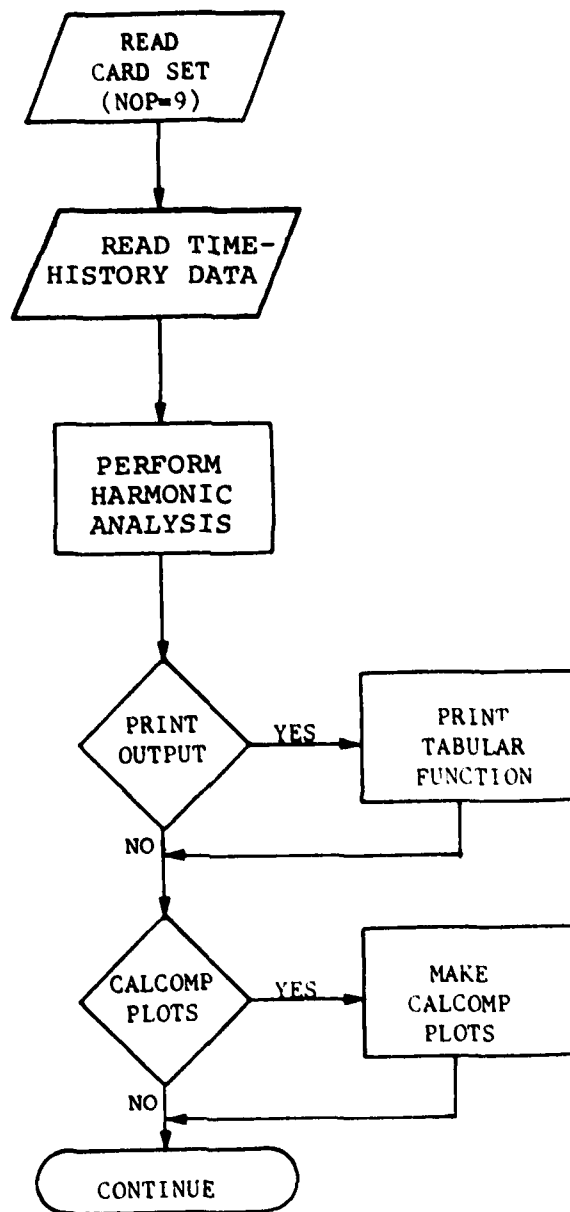 READ
CARD SET
(NOP=9)
READ TIME-
HISTORY DATA
PERFORM
HARMONIC
ANALYSIS
PRINT
OUTPUT
YES
PRINT
TABULAR
FUNCTION
NO
CALCOMP
PLOTS
YES
MAKE
CALCOMP
PLOTS
NO
CONTINUE